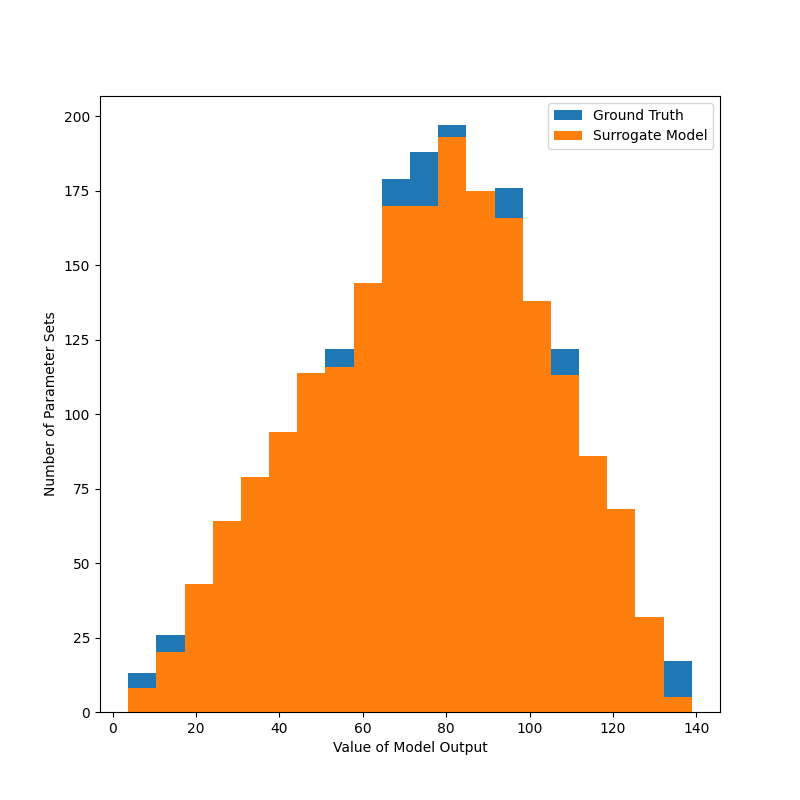 Ground Truth
Surrogate Model
200
175
150
125
100
75
50
25
0
Number of Parameter Sets
0 20 40 60 80 100 120 140
Value of Model Output